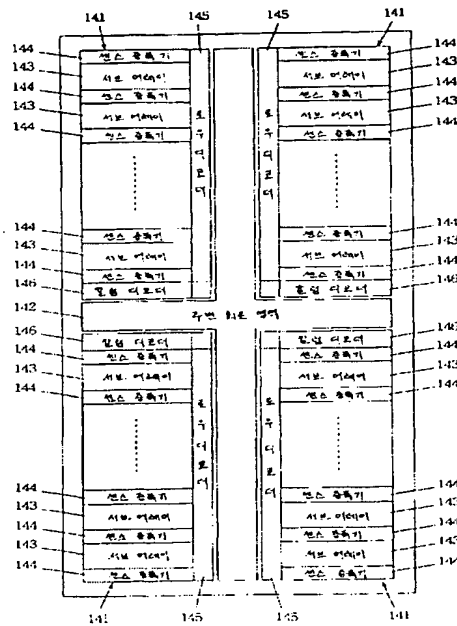 141 145 145 141
144 센스 증폭기 센스 증폭기 144
143 서브 어레이 서브 어레이 143
144 센스 증폭기 센스 증폭기 144
143 서브 어레이 서브 어레이 143
144 센스 증폭기 센스 증폭기 144
로우 디코더 로우 디코더
144 센스 증폭기 센스 증폭기 144
143 서브 어레이 서브 어레이 143
144 센스 증폭기 센스 증폭기 144
146 컬럼 디코더 컬럼 디코더 146
142 주변 회로 영역
146 컬럼 디코더 컬럼 디코더 146
144 센스 증폭기 센스 증폭기 144
143 서브 어레이 서브 어레이 143
144 센스 증폭기 센스 증폭기 144
로우 디코더 로우 디코더
144 센스 증폭기 센스 증폭기 144
143 서브 어레이 서브 어레이 143
144 센스 증폭기 센스 증폭기 144
143 서브 어레이 서브 어레이 143
144 센스 증폭기 센스 증폭기 144
141 145 145 141